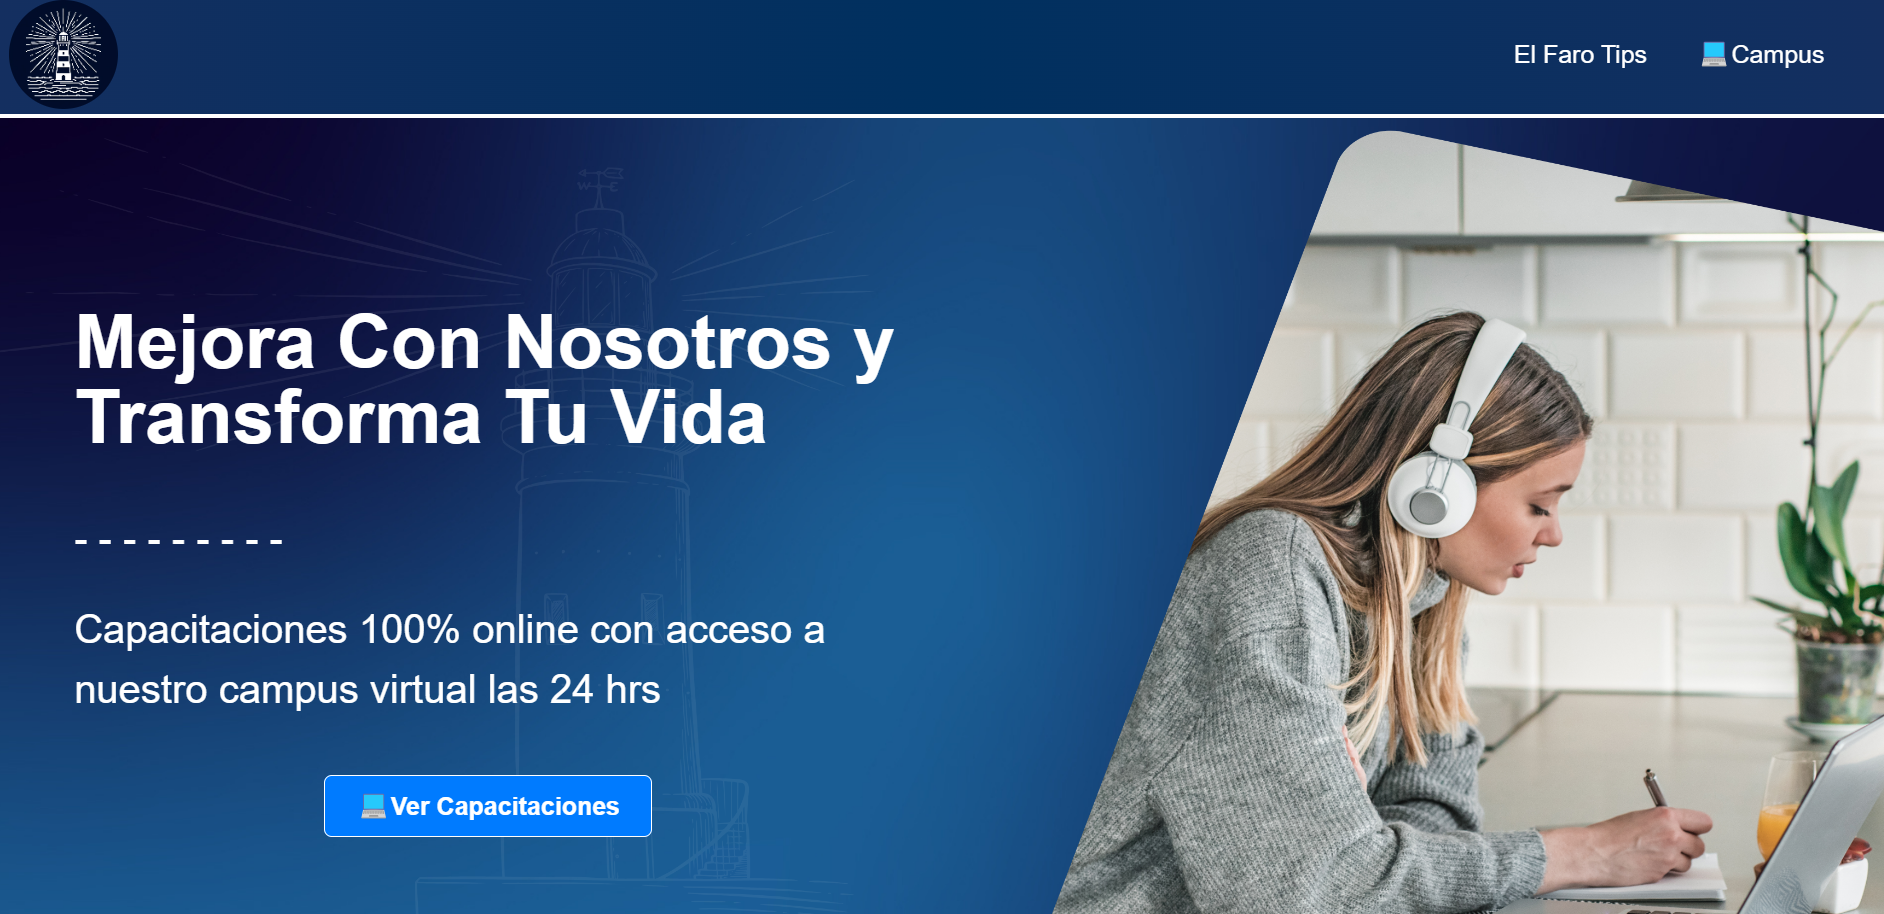 El Faro Tips
💻Campus
W E
Mejora Con Nosotros y
Transforma Tu Vida
- - - - - - - - -
Capacitaciones 100% online con acceso a
nuestro campus virtual las 24 hrs
💻Ver Capacitaciones